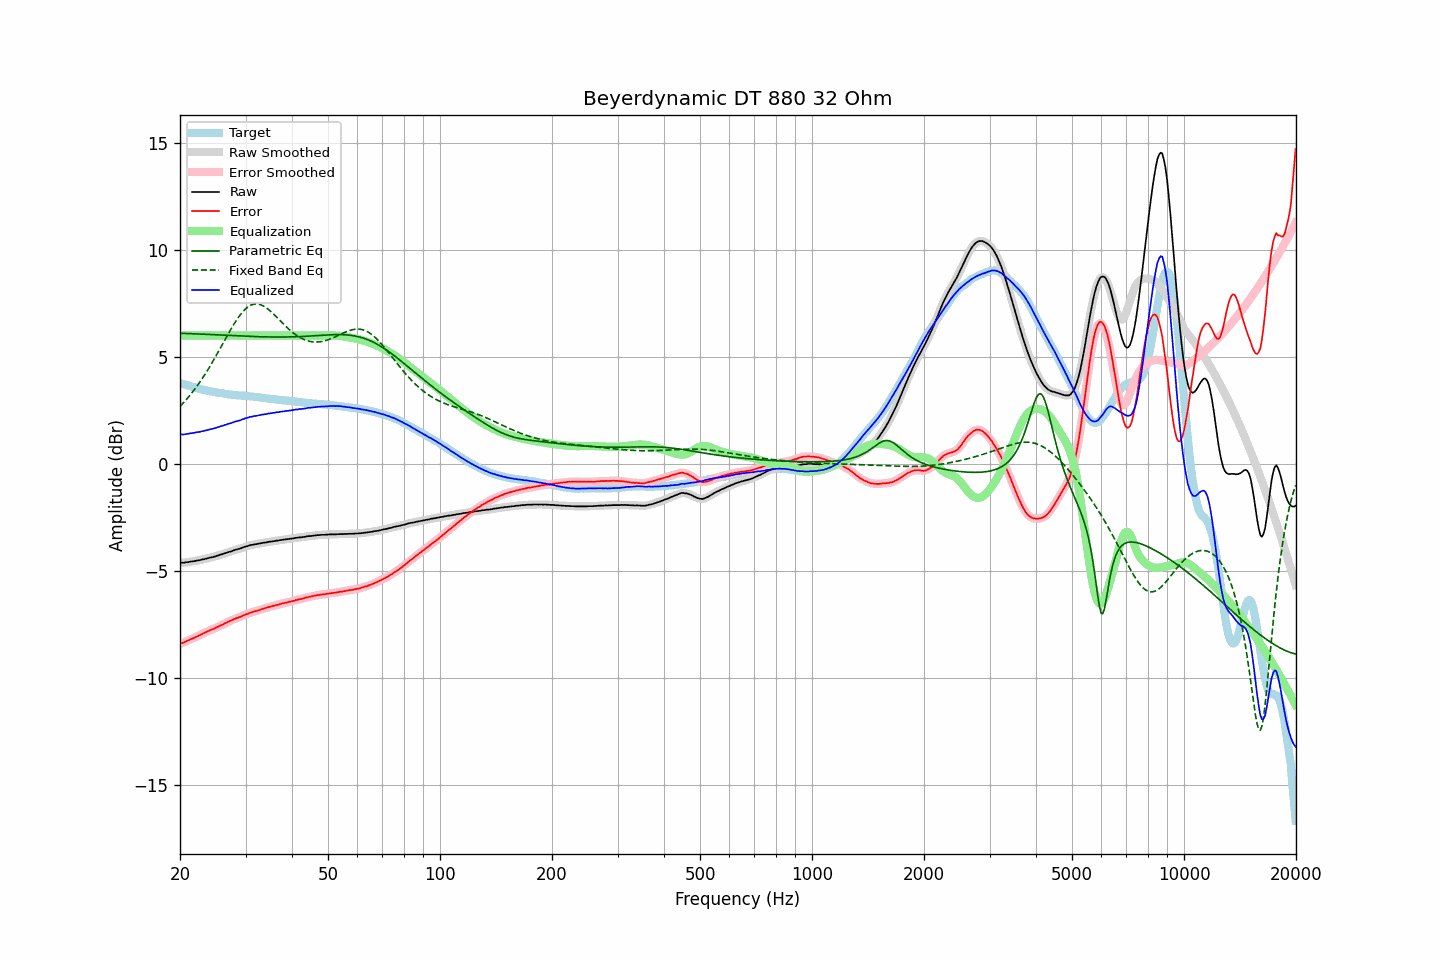 Beyerdynamic DT 880 32 Ohm
Target
Raw Smoothed
Error Smoothed
Raw
Error
Equalization
Parametric Eq
Fixed Band Eq
Equalized
15
10
5
0
−5
−10
−15
Amplitude (dBr)
20
50
100
200
500
1000
2000
5000
10000
20000
Frequency (Hz)